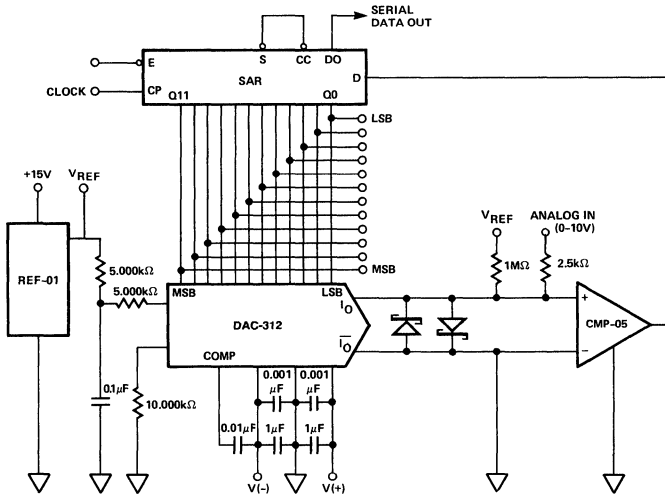 SERIAL
DATA OUT
S
CC
DO
E
SAR
D
CLOCK
CP
Q11
Q0
LSB
+15V
VREF
VREF
ANALOG IN
(0–10V)
5.000kΩ
1MΩ
2.5kΩ
MSB
REF-01
5.000kΩ
MSB
LSB
IO
+
DAC-312
CMP-05
IO
−
COMP
0.1μF
0.001
μF
0.001
μF
10.000kΩ
0.01μF
1μF
1μF
V(−)
V(+)